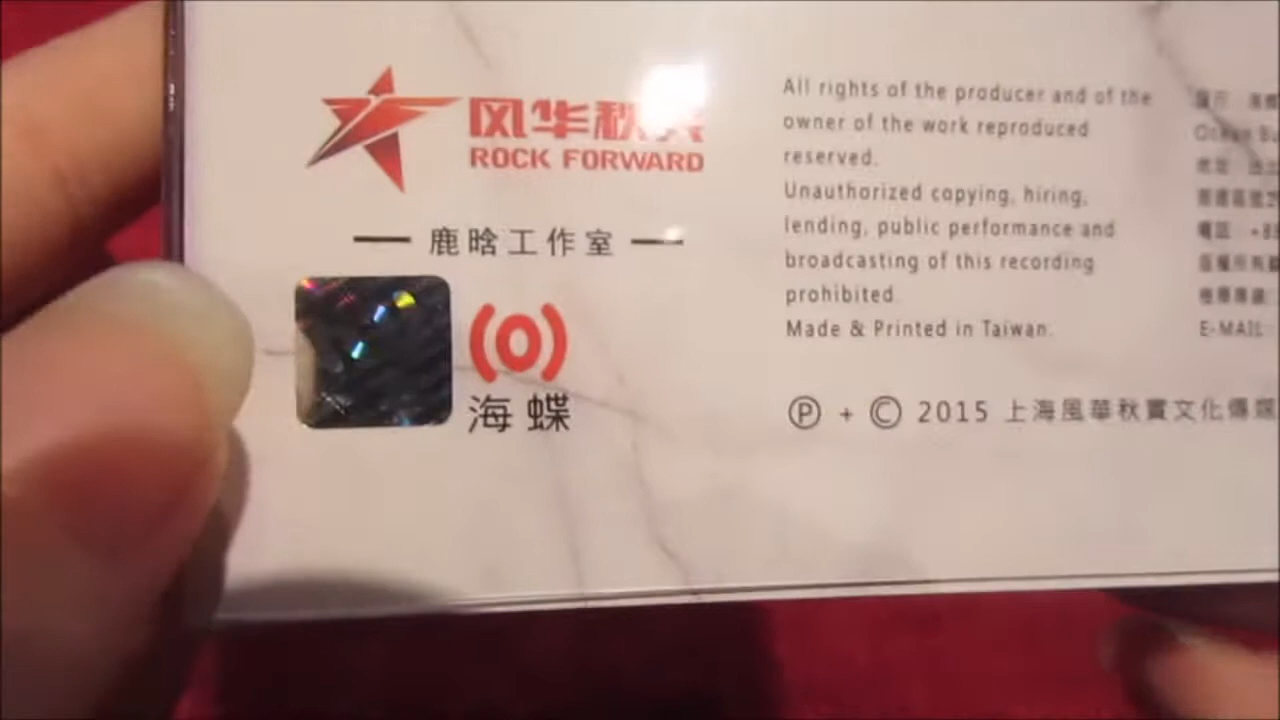 风华秋
ROCK FORWARD
鹿晗工作室
海蝶
All rights of the producer and of the
owner of the work reproduced
reserved.
Unauthorized copying, hiring,
lending, public performance and
broadcasting of this recording
prohibited.
Made & Printed in Taiwan.
Ⓟ + © 2015 上海風華秋實文化傳媒
E-MAIL: